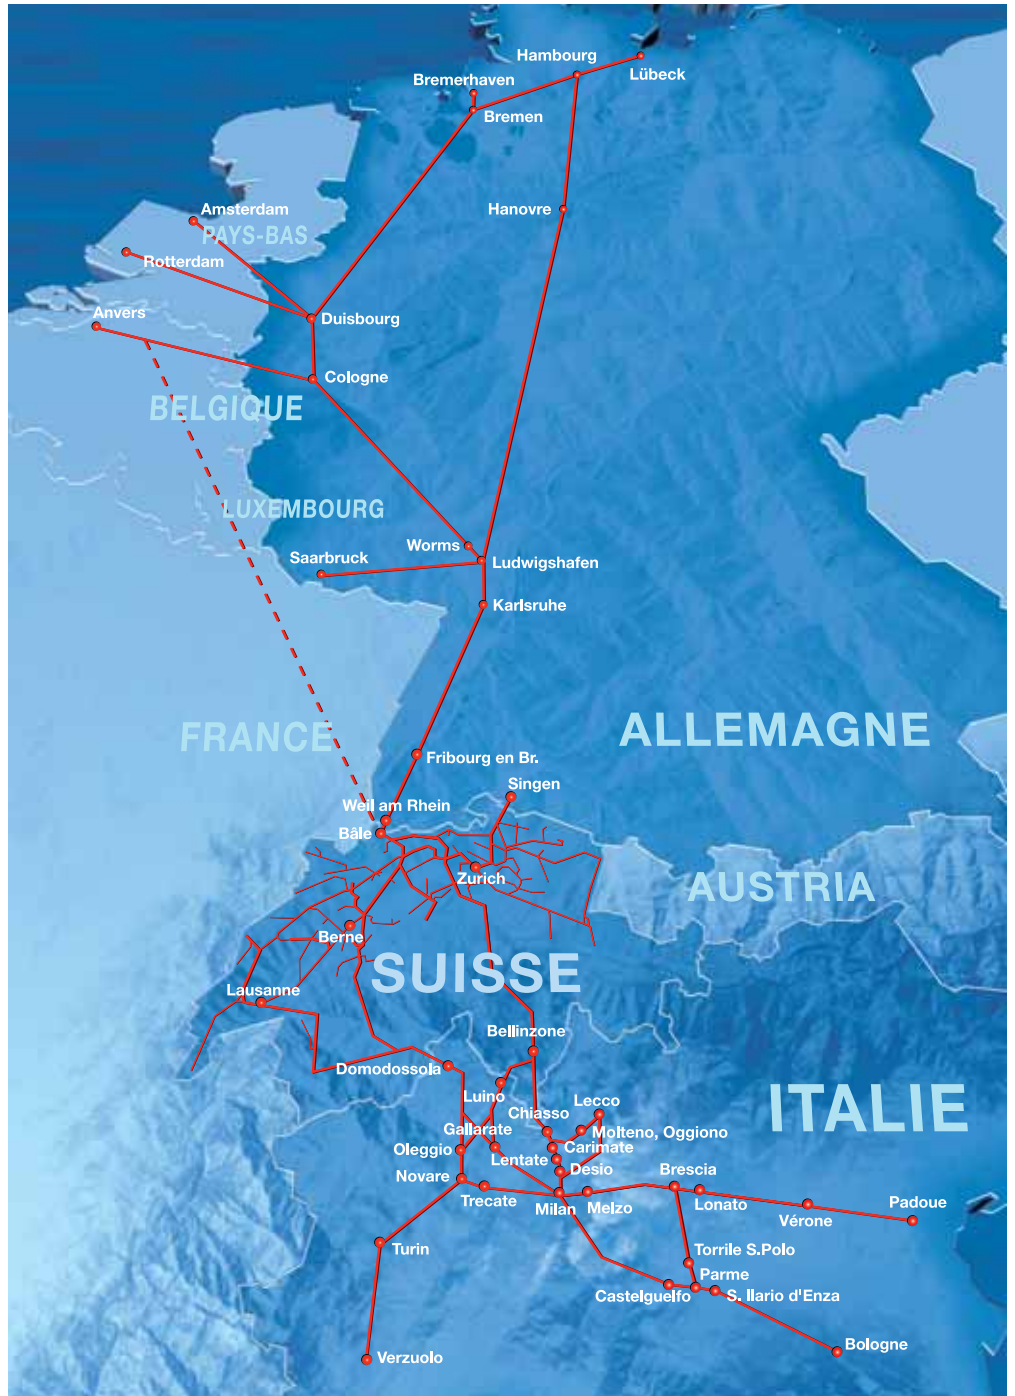 Hambourg
Lübeck
Bremerhaven
Bremen
Hanovre
Amsterdam
PAYS-BAS
Rotterdam
Anvers
Duisbourg
Cologne
BELGIQUE
LUXEMBOURG
Worms
Saarbruck
Ludwigshafen
Karlsruhe
FRANCE
ALLEMAGNE
Fribourg en Br.
Singen
Weil am Rhein
Bâle
Zurich
AUSTRIA
Berne
SUISSE
Lausanne
Bellinzone
Domodossola
Luino
Lecco
Chiasso
ITALIE
Gallarate
Molteno, Oggiono
Oleggio
Carimate
Lentate
Desio
Novare
Brescia
Trecate
Milan
Melzo
Lonato
Padoue
Vérone
Turin
Torrile S.Polo
Parme
Castelguelfo
S. Ilario d'Enza
Bologne
Verzuolo